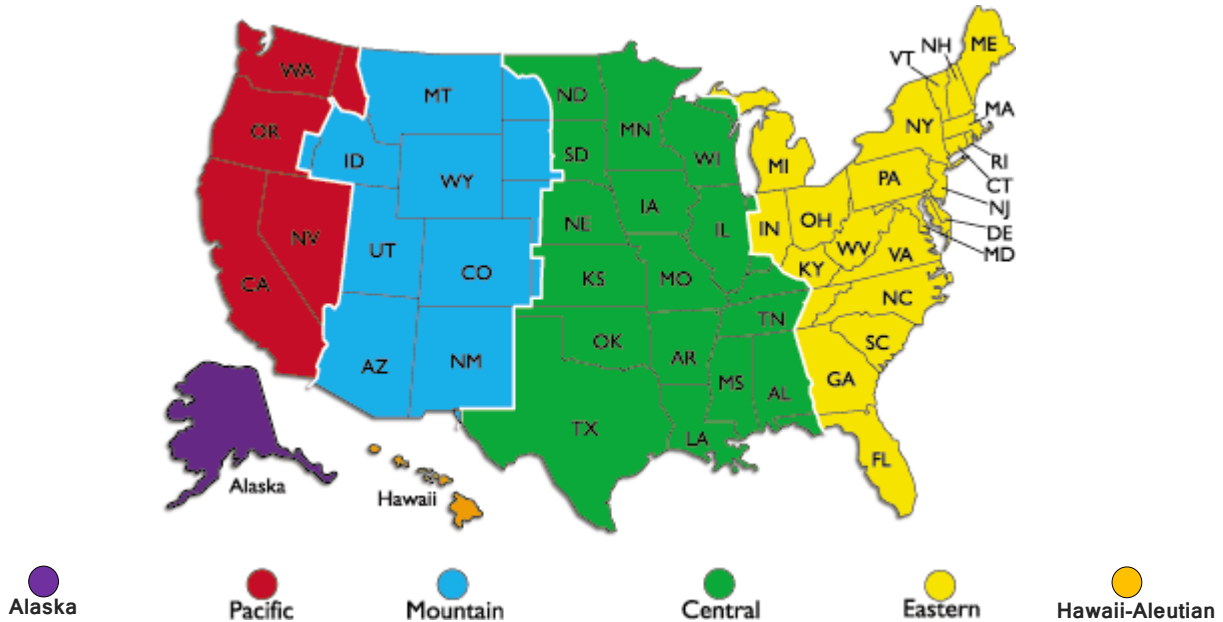 ME
NH
VT
WA
MT
ND
MA
MN
NY
OR
RI
SD
WI
MI
ID
CT
WY
PA
NJ
IA
NE
IL
IN
OH
DE
NV
UT
WV
VA
MD
CO
KS
MO
KY
CA
NC
TN
OK
SC
AZ
NM
AR
GA
MS
AL
TX
LA
FL
Alaska
Hawaii
Alaska
Pacific
Mountain
Central
Eastern
Hawaii-Aleutian